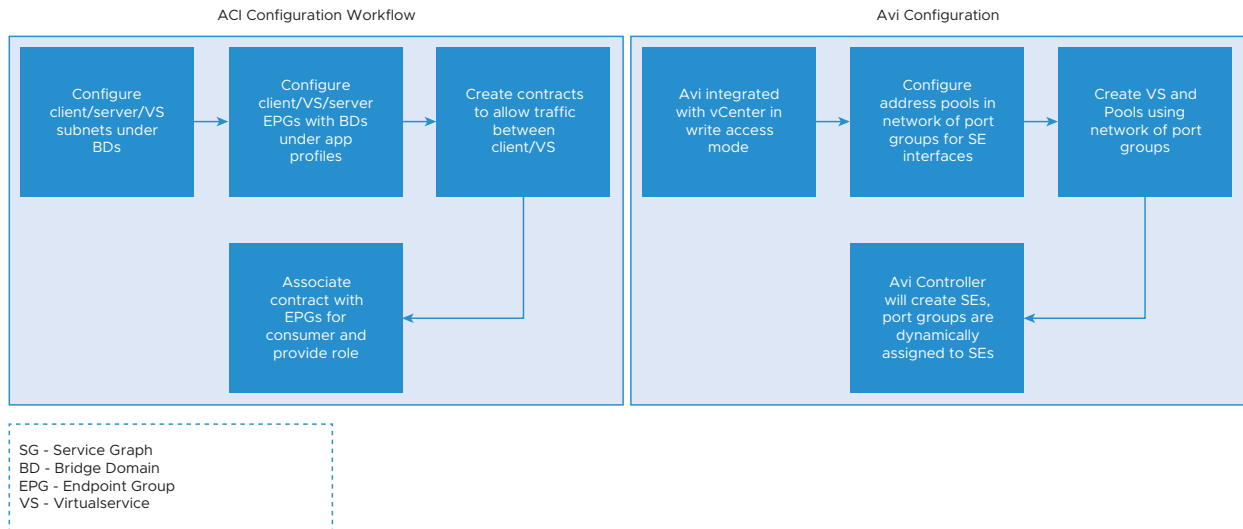 ACI Configuration Workflow
Configure
client/server/VS
subnets under
BDs
Configure
client/VS/server
EPGs with BDs
under app
profiles
Create contracts
to allow traffic
between
client/VS
Associate
contract with
EPGs for
consumer and
provide role
Avi Configuration
Avi integrated
with vCenter in
write access
mode
Configure
address pools in
network of port
groups for SE
interfaces
Create VS and
Pools using
network of port
groups
Avi Controller
will create SEs,
port groups are
dynamically
assigned to SEs
SG - Service Graph
BD - Bridge Domain
EPG - Endpoint Group
VS - Virtualservice